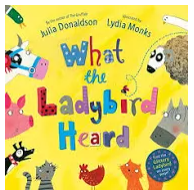 by the author of The Gruffalo
illustrated by
Julia Donaldson
Lydia Monks
What
the
Ladybird
Heard